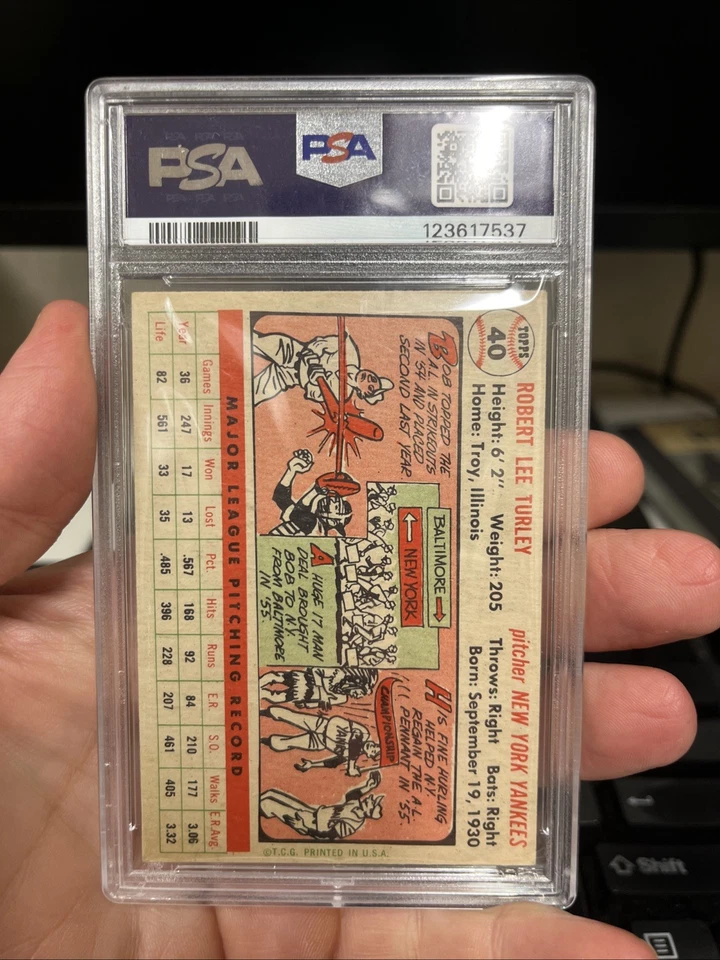 PSA
PSA
123617537
TOPPS
40
ROBERT LEE TURLEY
pitcher NEW YORK YANKEES
Height: 6' 2" Weight: 205 Throws: Right Bats: Right
Home: Troy, Illinois Born: September 19, 1930
BOB TOPPED THE
A.L. IN STRIKEOUTS
IN '54 AND PLACED
SECOND LAST YEAR
BALTIMORE
NEW YORK
A HUGE 17 MAN
DEAL BROUGHT
BOB TO N.Y.
FROM BALTIMORE
IN '55.
HIS FINE HURLING
HELPED N.Y.
REGAIN THE A.L.
PENNANT IN '55.
CHAMPIONSHIP
YANKS
©T.C.G. PRINTED IN U.S.A.
MAJOR LEAGUE PITCHING RECORD
Games Innings Won Lost Pct. Hits Runs E.R. S.O. Walks E.R.Avg.
Year 36 247 17 13 .567 168 92 84 210 177 3.06
Life 82 561 33 35 .485 396 228 207 461 405 3.32
Shift